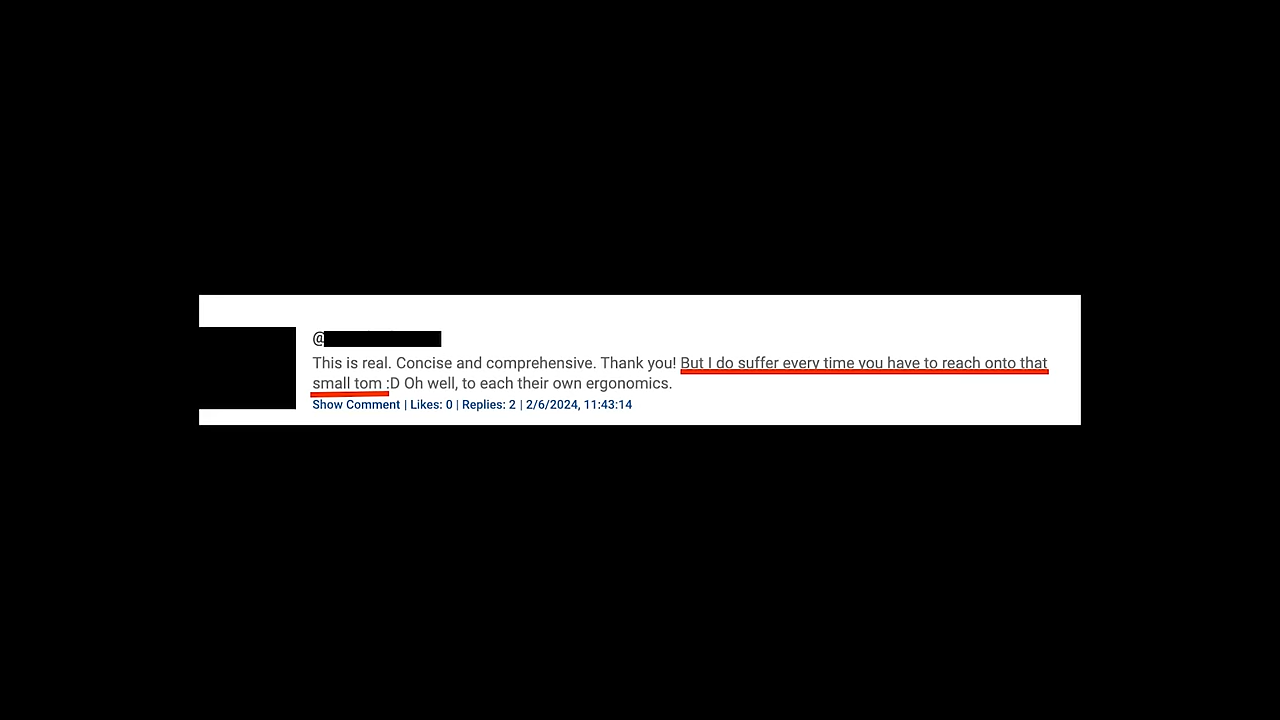 @
This is real. Concise and comprehensive. Thank you! But I do suffer every time you have to reach onto that
small tom :D Oh well, to each their own ergonomics.
Show Comment | Likes: 0 | Replies: 2 | 2/6/2024, 11:43:14